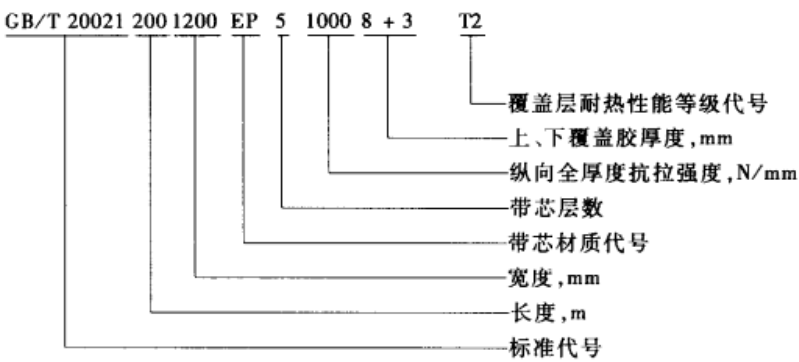 GB/T 20021 200 1200 EP 5 1000 8 + 3 T2
覆盖层耐热性能等级代号
上、下覆盖胶厚度,mm
纵向全厚度抗拉强度,N/mm
带芯层数
带芯材质代号
宽度,mm
长度,m
标准代号